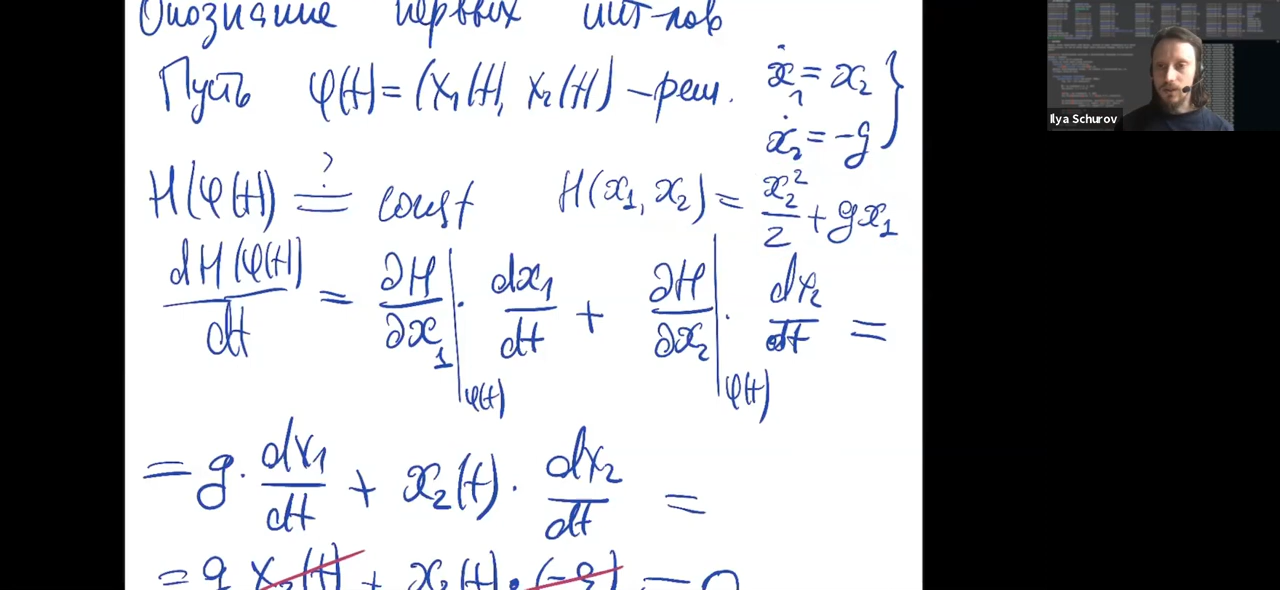 Опознание первых инт-лов
Пусть φ(t) = (x₁(t), x₂(t)) – реш. ẋ₁ = x₂
ẋ₂ = -g
H(φ(t)) ≟ const H(x₁, x₂) = x₂²/2 + gx₁
dH(φ(t))/dt = ∂H/∂x₁|φ(t) · dx₁/dt + ∂H/∂x₂|φ(t) · dx₂/dt =
= g · dx₁/dt + x₂(t) · dx₂/dt =
= g x₂(t) + x₂(t) · (-g) = 0
Ilya Schurov